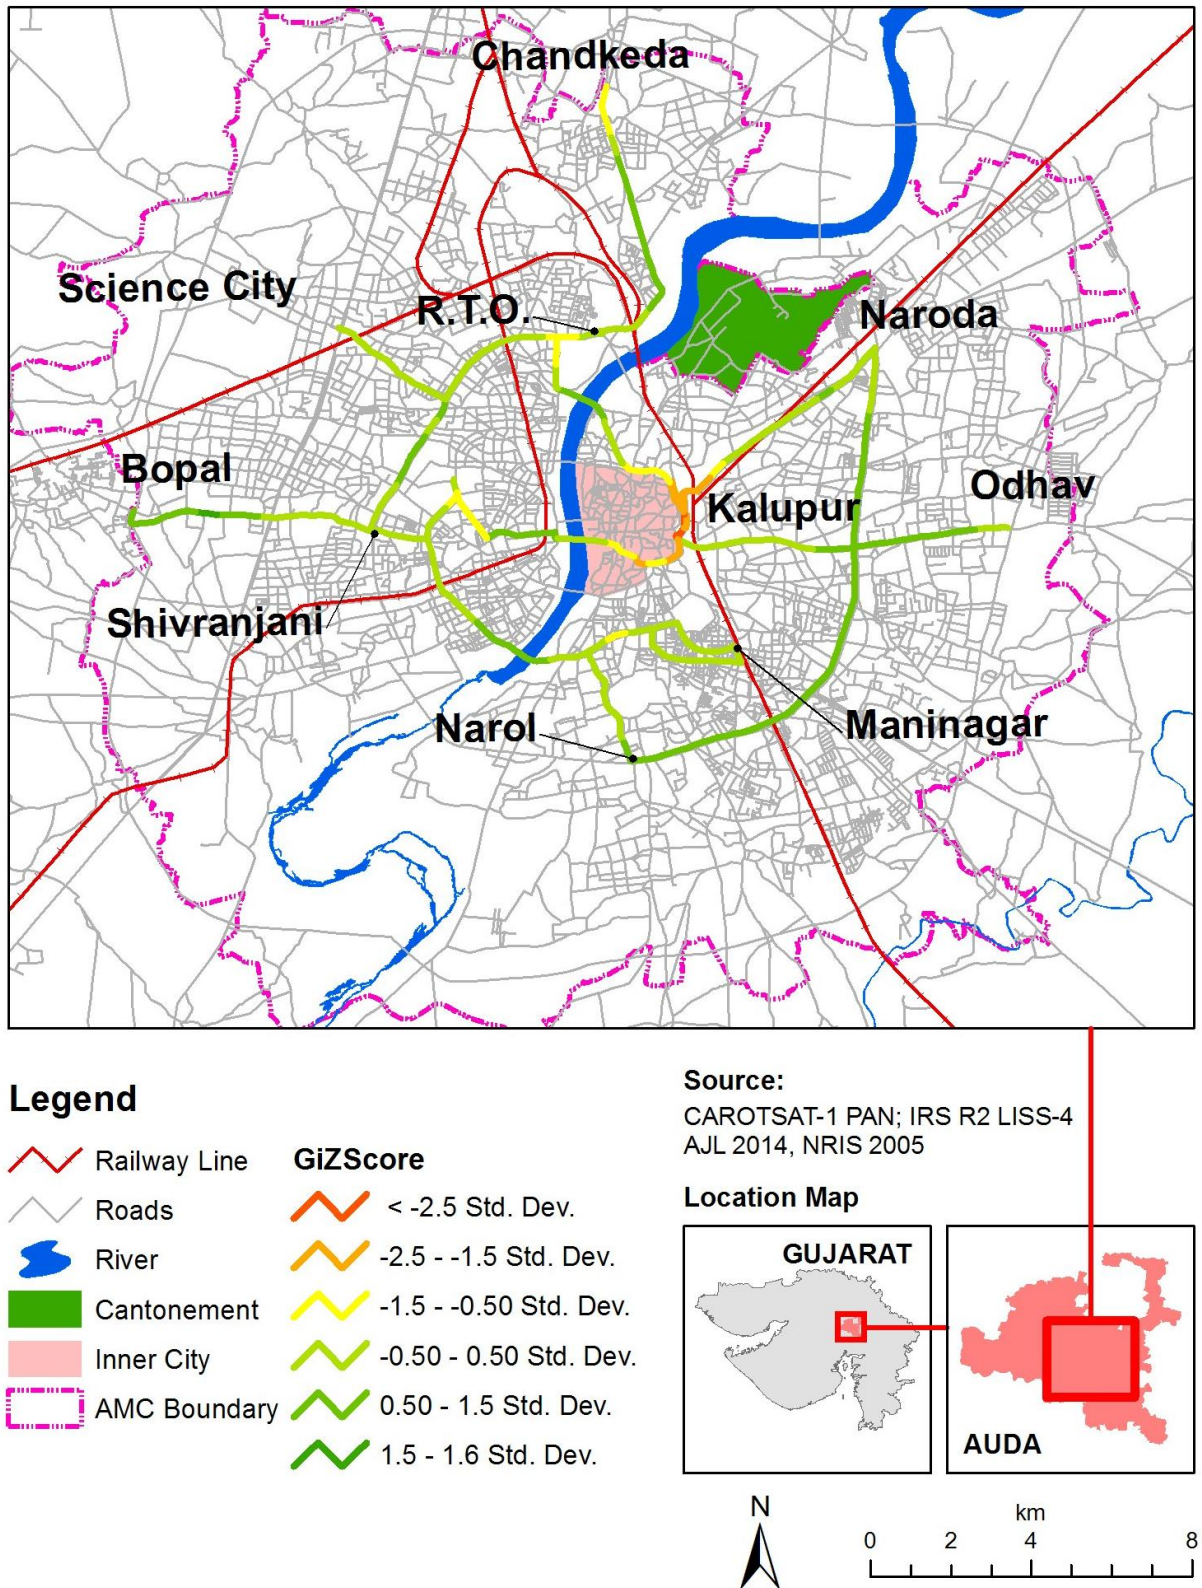 Chandkeda
Science City
R.T.O.
Naroda
Bopal
Kalupur
Odhav
Shivranjani
Narol
Maninagar
Legend
Railway Line
Roads
River
Cantonement
Inner City
AMC Boundary
GiZScore
< -2.5 Std. Dev.
-2.5 - -1.5 Std. Dev.
-1.5 - -0.50 Std. Dev.
-0.50 - 0.50 Std. Dev.
0.50 - 1.5 Std. Dev.
1.5 - 1.6 Std. Dev.
Source:
CAROTSAT-1 PAN; IRS R2 LISS-4
AJL 2014, NRIS 2005
Location Map
GUJARAT
AUDA
N
km
0 2 4 8